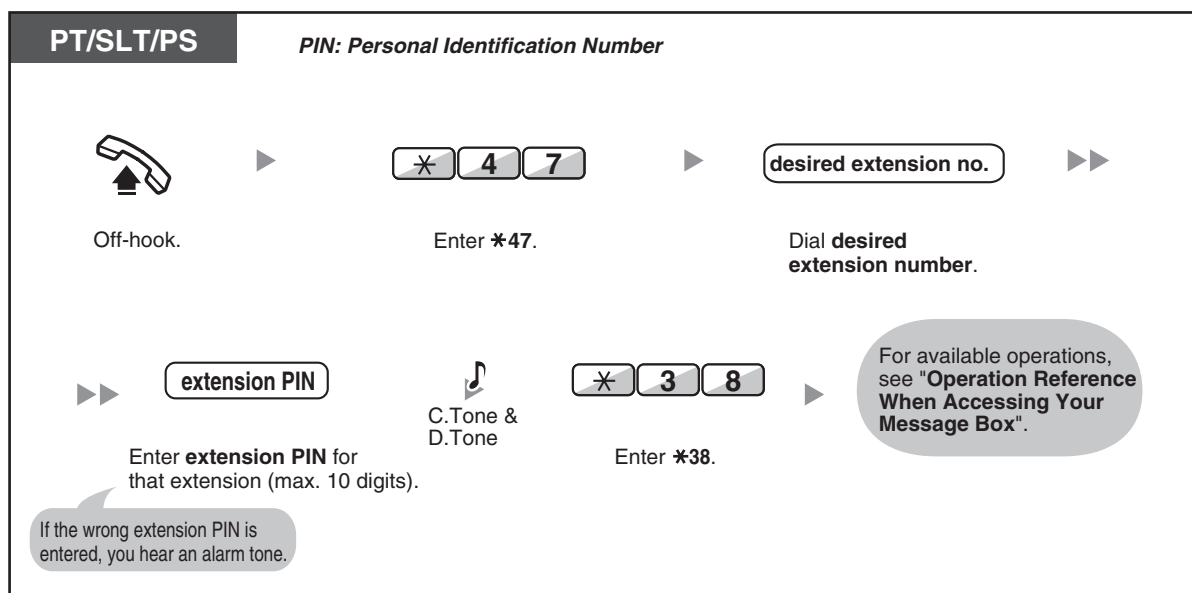 PT/SLT/PS
PIN: Personal Identification Number
* 4 7
desired extension no.
Off-hook.
Enter *47.
Dial desired
extension number.
extension PIN
C.Tone &
D.Tone
* 3 8
For available operations,
see "Operation Reference
When Accessing Your
Message Box".
Enter extension PIN for
that extension (max. 10 digits).
Enter *38.
If the wrong extension PIN is
entered, you hear an alarm tone.